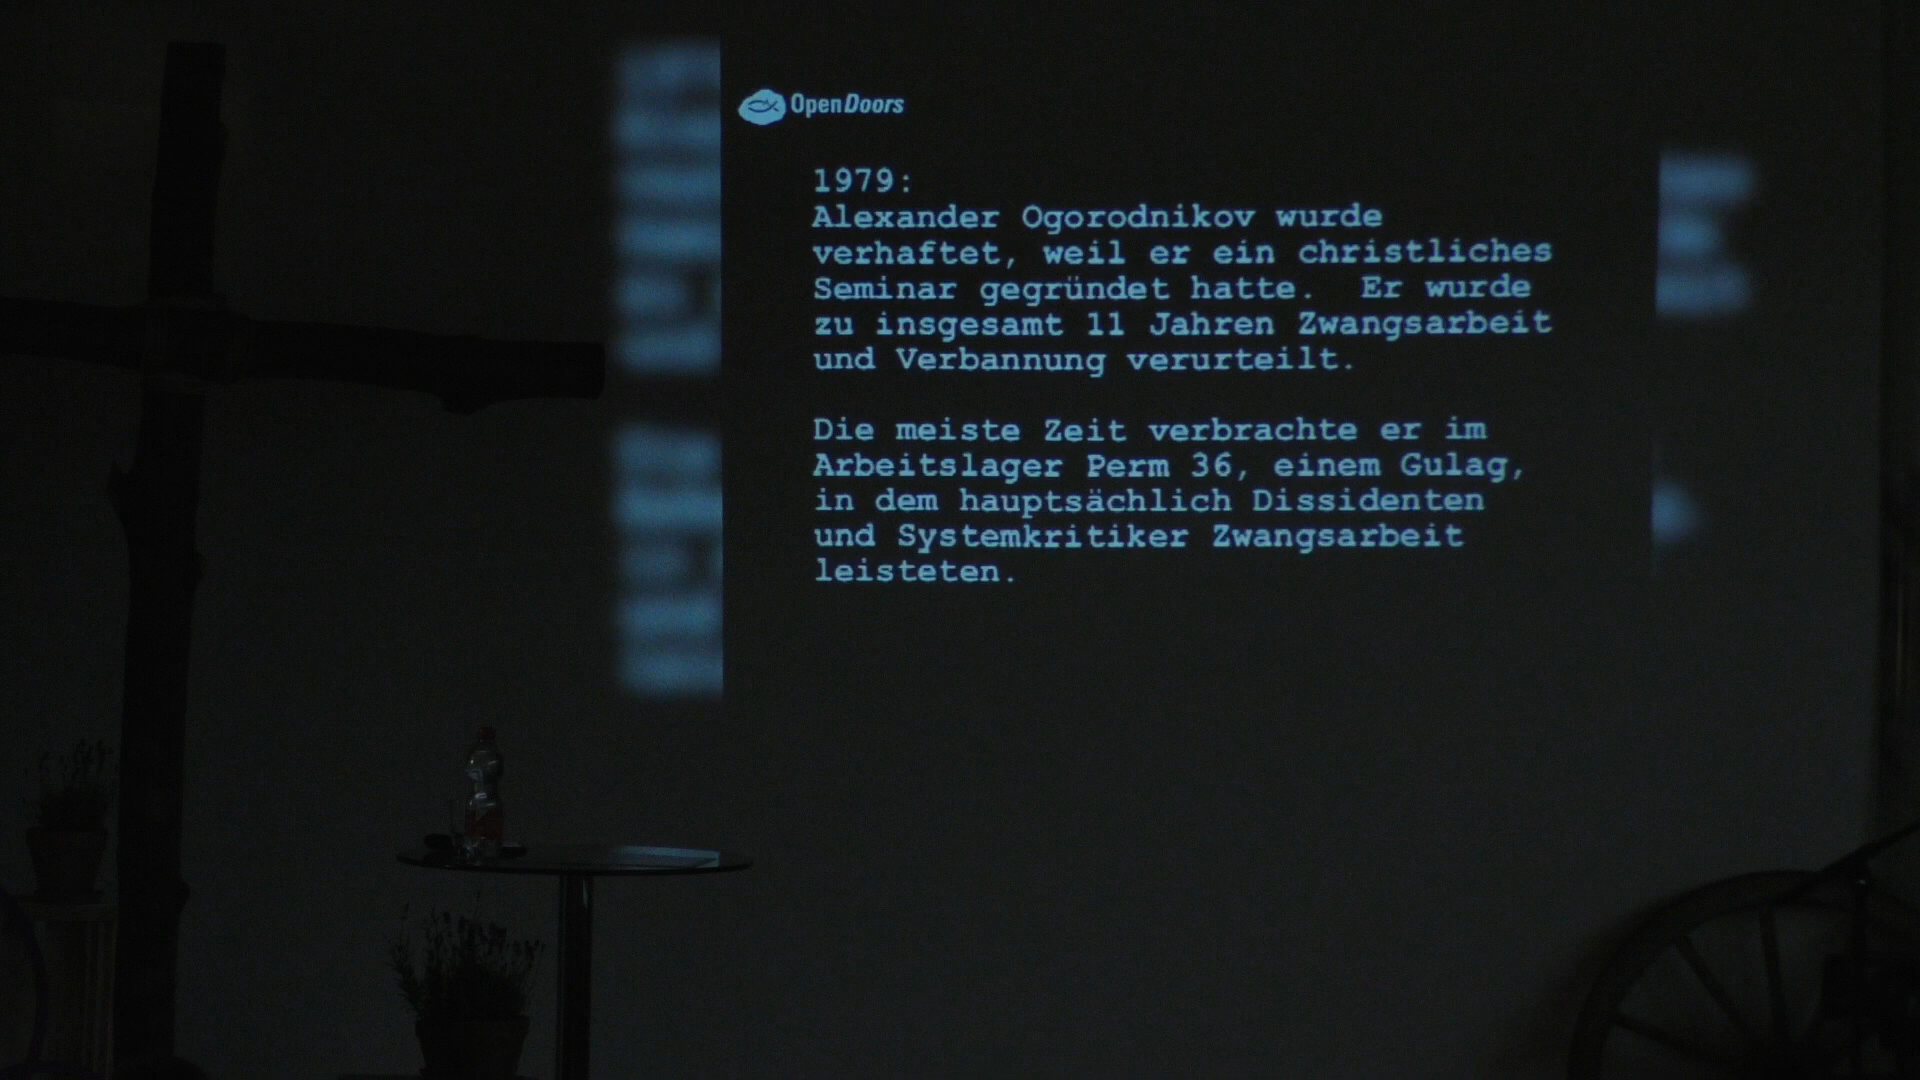 OpenDoors
1979:
Alexander Ogorodnikov wurde
verhaftet, weil er ein christliches
Seminar gegründet hatte. Er wurde
zu insgesamt 11 Jahren Zwangsarbeit
und Verbannung verurteilt.
Die meiste Zeit verbrachte er im
Arbeitslager Perm 36, einem Gulag,
in dem hauptsächlich Dissidenten
und Systemkritiker Zwangsarbeit
leisteten.